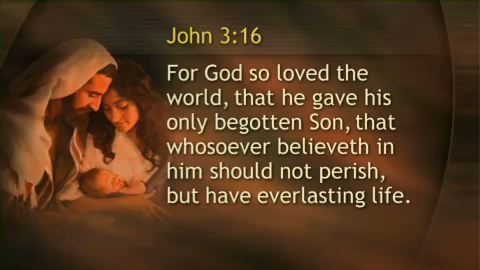 John 3:16
For God so loved the
world, that he gave his
only begotten Son, that
whosoever believeth in
him should not perish,
but have everlasting life.